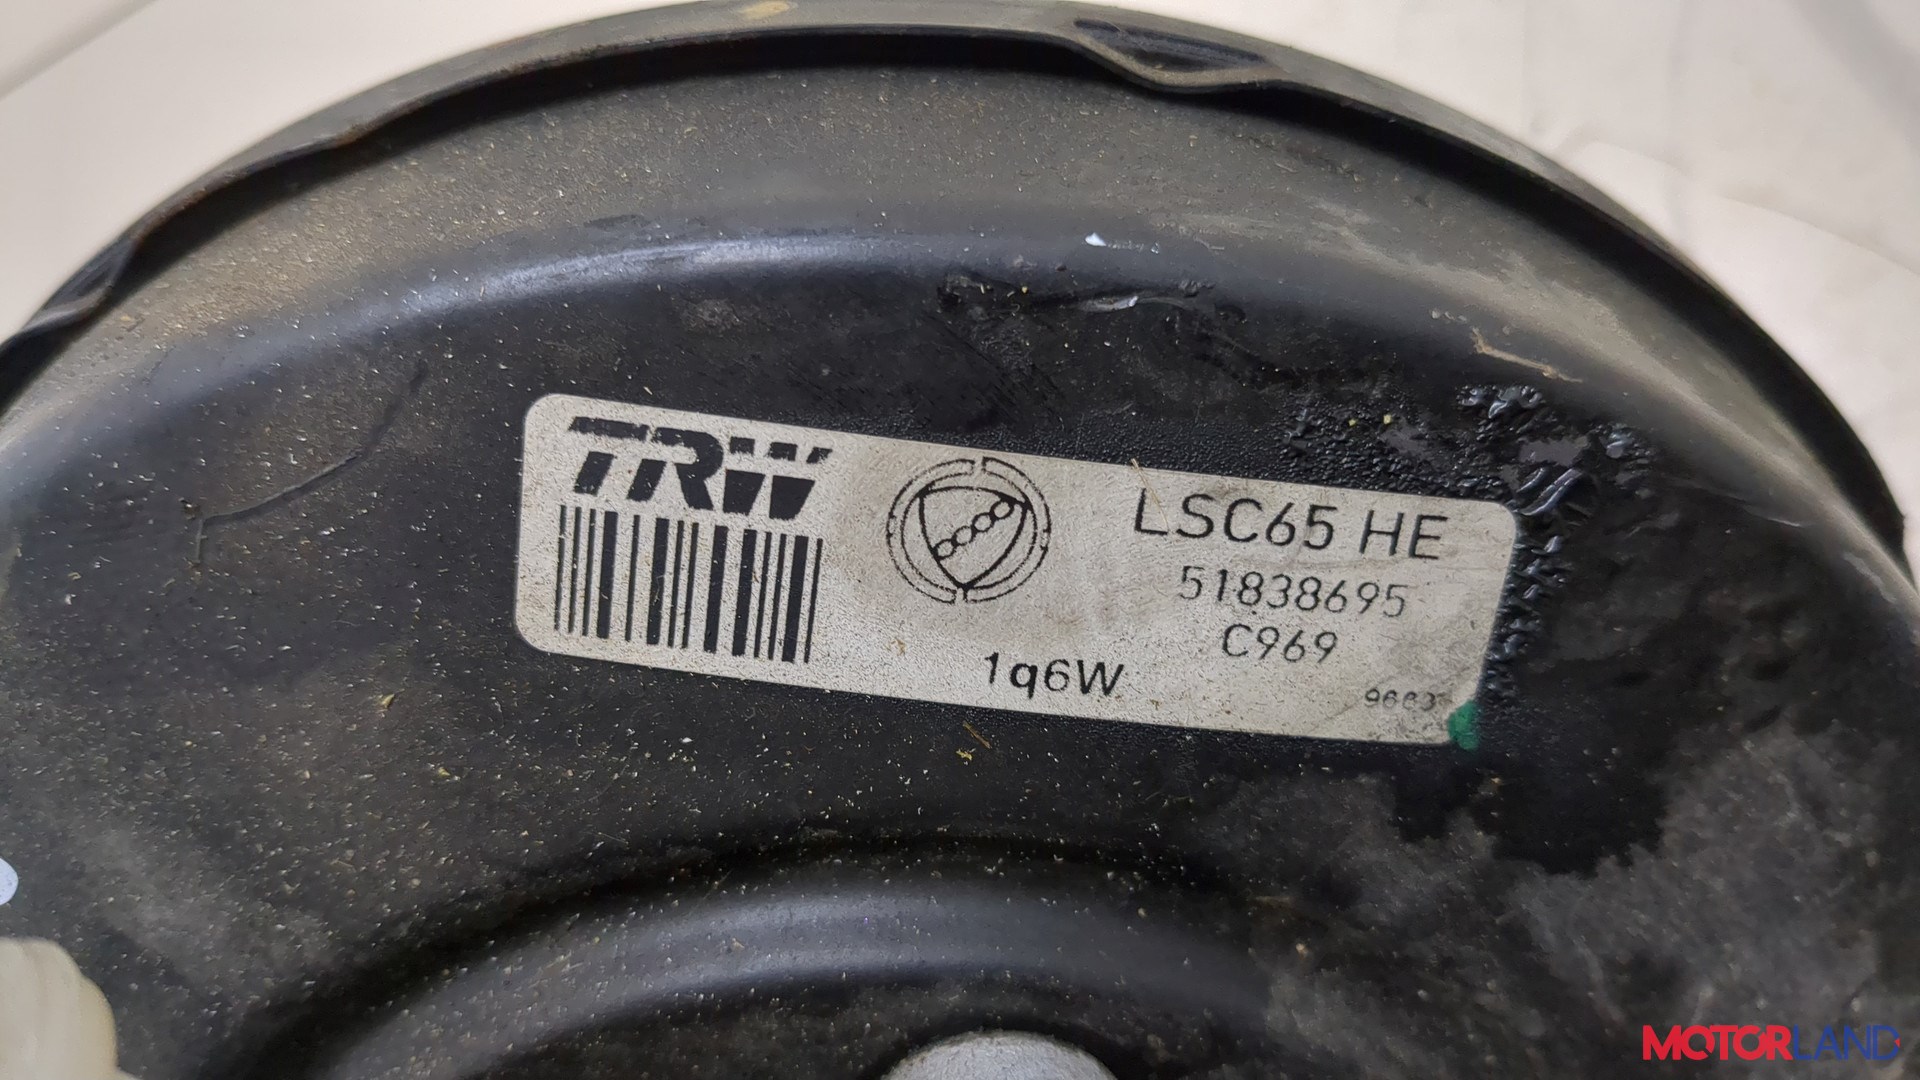 TRW
LSC65 HE
51838695
C969
1q6W
MOTORLAND